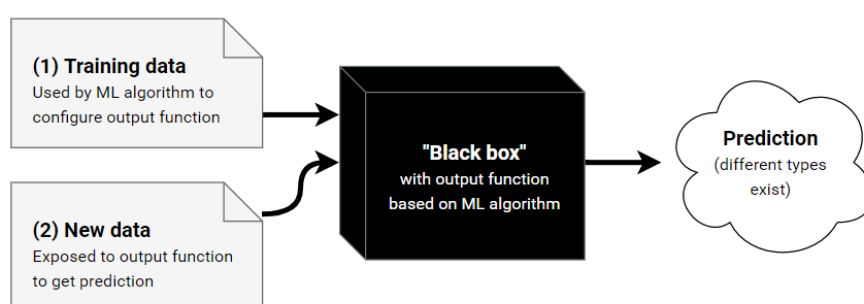 (1) Training data
Used by ML algorithm to
configure output function
(2) New data
Exposed to output function
to get prediction
"Black box"
with output function
based on ML algorithm
Prediction
(different types
exist)